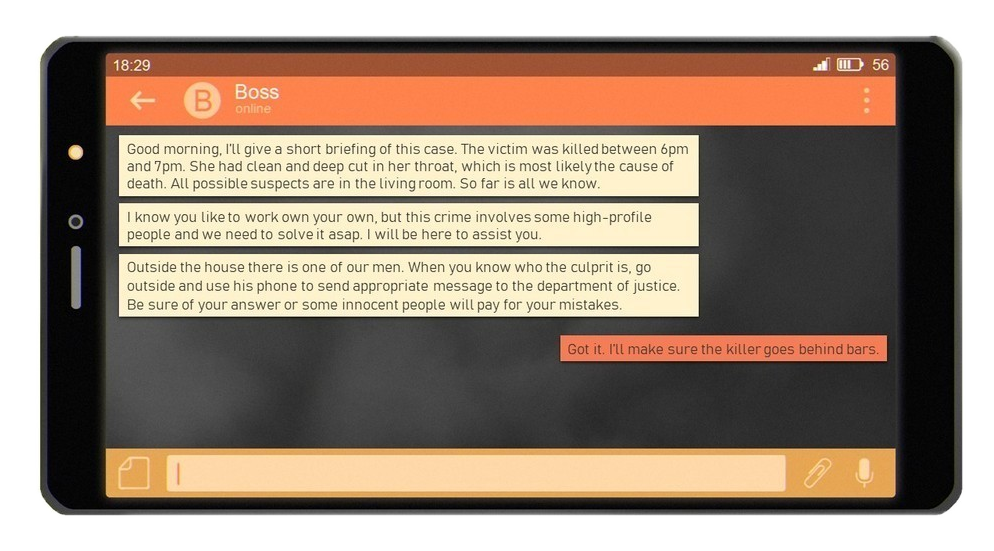 18:29
56
B
Boss
online
Good morning, I'll give a short briefing of this case. The victim was killed between 6pm
and 7pm. She had clean and deep cut in her throat, which is most likely the cause of
death. All possible suspects are in the living room. So far is all we know.
I know you like to work own your own, but this crime involves some high-profile
people and we need to solve it asap. I will be here to assist you.
Outside the house there is one of our men. When you know who the culprit is, go
outside and use his phone to send appropriate message to the department of justice.
Be sure of your answer or some innocent people will pay for your mistakes.
Got it. I'll make sure the killer goes behind bars.